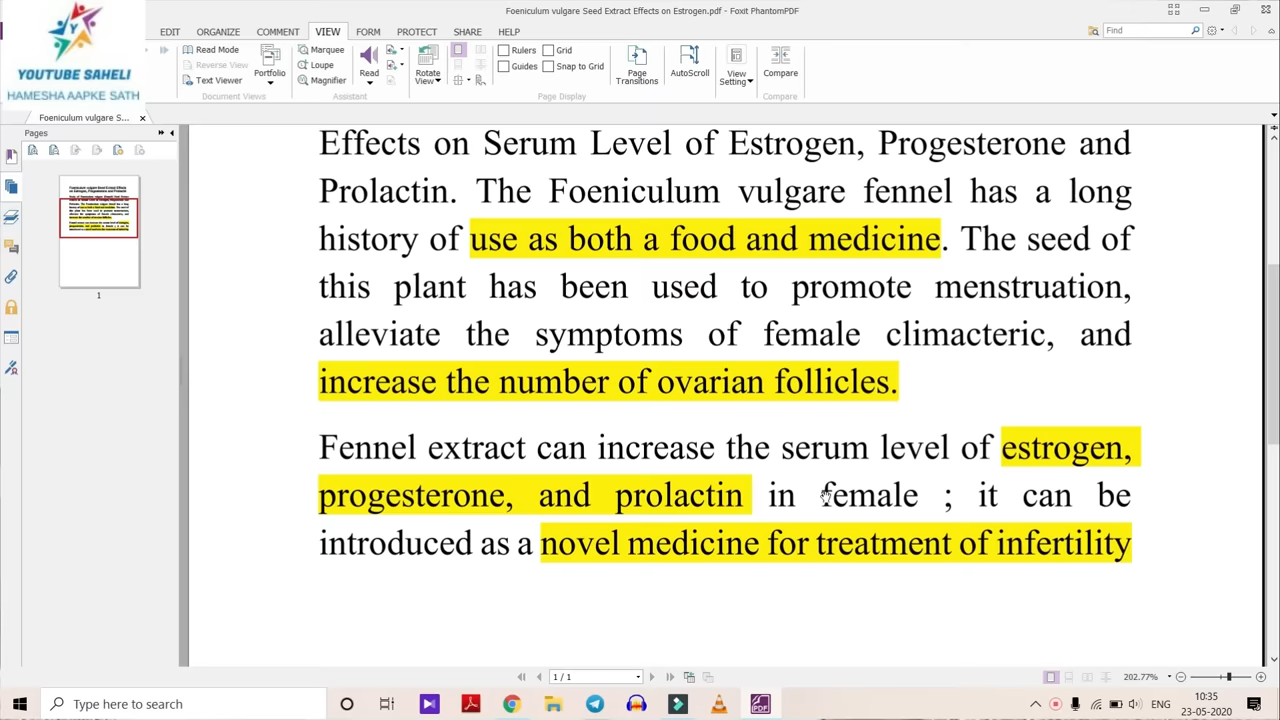 Foeniculum vulgare Seed Extract Effects on Estrogen.pdf - Foxit PhantomPDF
YOUTUBE SAHELI
HAMESHA AAPKE SATH
EDIT ORGANIZE COMMENT VIEW FORM PROTECT SHARE HELP
Find
Read Mode
Reverse View
Text Viewer
Document Views
Portfolio
Marquee
Loupe
Magnifier
Read
Assistant
Rotate View
Rulers Grid
Guides Snap to Grid
Page Display
Page Transitions
AutoScroll
View Setting
Compare
Compare
Foeniculum vulgare S...
Pages
1
Effects on Serum Level of Estrogen, Progesterone and
Prolactin. The Foeniculum vulgare fennel has a long
history of use as both a food and medicine. The seed of
this plant has been used to promote menstruation,
alleviate the symptoms of female climacteric, and
increase the number of ovarian follicles.
Fennel extract can increase the serum level of estrogen,
progesterone, and prolactin in female ; it can be
introduced as a novel medicine for treatment of infertility
1 / 1
202.77%
Type here to search
ENG
10:35
23-05-2020